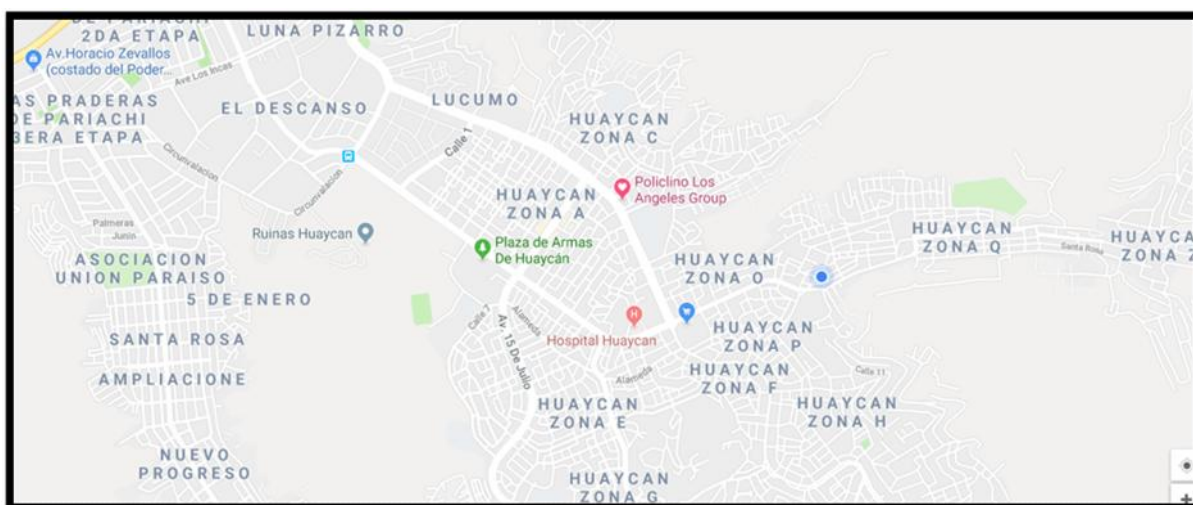 DE PARIACHI
2DA ETAPA
LUNA PIZARRO
Av.Horacio Zevallos
(costado del Poder...
Ave Los Incas
AS PRADERAS
DE PARIACHI
3ERA ETAPA
EL DESCANSO
LUCUMO
HUAYCAN
ZONA C
Calle 1
Circunvalacion
Circunvalacion
Policlino Los
Angeles Group
HUAYCAN
ZONA A
Palmeras
Junin
Ruinas Huaycan
Plaza de Armas
De Huaycán
HUAYCAN
ZONA Q
Santa Rosa
HUAYCA
ZONA Z
ASOCIACION
UNION PARAISO
HUAYCAN
ZONA O
5 DE ENERO
Calle 7
Alameda
Av. 15 De Julio
SANTA ROSA
Hospital Huaycan
HUAYCAN
ZONA P
AMPLIACIONE
Alameda
HUAYCAN
ZONA F
Calle 11
HUAYCAN
ZONA E
HUAYCAN
ZONA H
NUEVO
PROGRESO
HUAYCAN
ZONA G